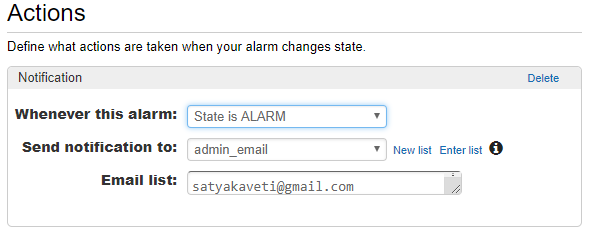 Actions
Define what actions are taken when your alarm changes state.
Notification Delete
Whenever this alarm: State is ALARM
Send notification to: admin_email New list Enter list
Email list: satyakaveti@gmail.com